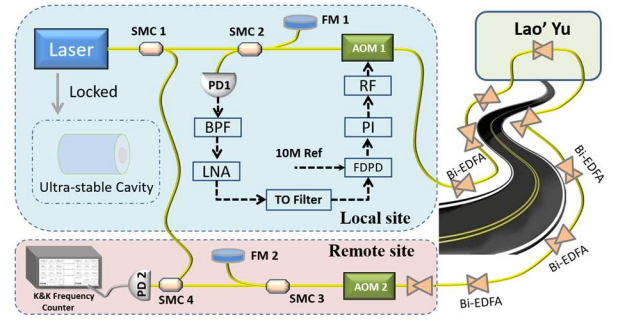 SMC 1
SMC 2
FM 1
Laser
AOM 1
Lao' Yu
Locked
PD1
RF
BPF
PI
10M Ref
LNA
FDPD
Bi-EDFA
Bi-EDFA
Ultra-stable Cavity
TO Filter
Local site
Remote site
FM 2
Bi-EDFA
K&K Frequency
Counter
PD 2
SMC 4
SMC 3
AOM 2
Bi-EDFA